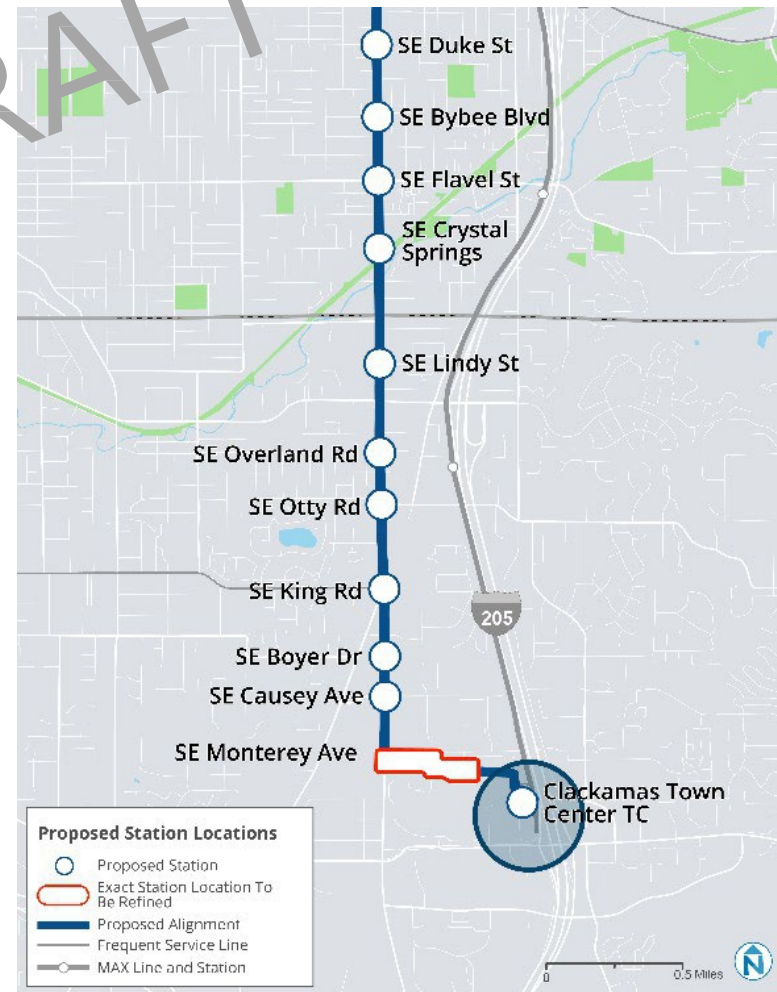 RAFT
SE Duke St
SE Bybee Blvd
SE Flavel St
SE Crystal
Springs
SE Lindy St
SE Overland Rd
SE Otty Rd
SE King Rd
205
SE Boyer Dr
SE Causey Ave
SE Monterey Ave
Clackamas Town
Center TC
Proposed Station Locations
Proposed Station
Exact Station Location To
Be Refined
Proposed Alignment
Frequent Service Line
MAX Line and Station
0
0.5 Miles
N